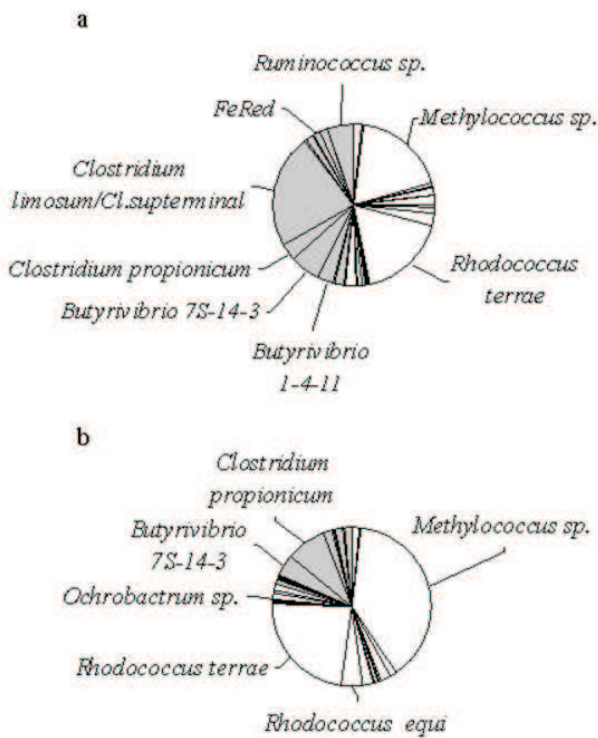 a
Ruminococcus sp.
FeRed
Methylococcus sp.
Clostridium
limosum/Cl.supterminal
Clostridium propionicum
Rhodococcus
terrae
Butyrivibrio 7S-14-3
Butyrivibrio
1-4-11
b
Clostridium
propionicum
Methylococcus sp.
Butyrivibrio
7S-14-3
Ochrobactrum sp.
Rhodococcus terrae
Rhodococcus equi